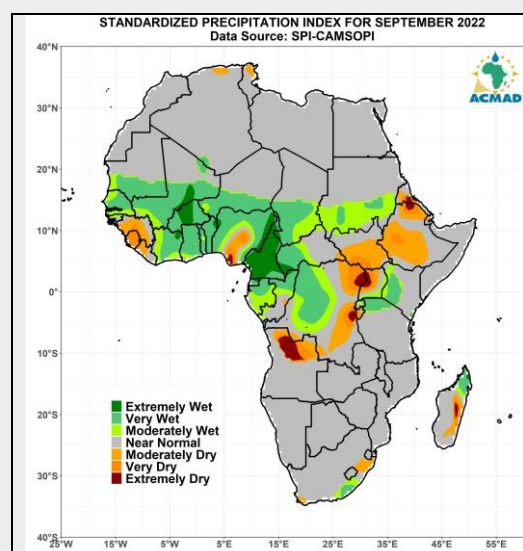 STANDARDIZED PRECIPITATION INDEX FOR SEPTEMBER 2022
Data Source: SPI-CAMSOPI
40°N
ACMAD
30°N
20°N
10°N
0°
10°S
Extremely Wet
Very Wet
20°S
Moderately Wet
Near Normal
Moderately Dry
30°S
Very Dry
Extremely Dry
40°S
25°W 15°W 5°W 5°E 15°E 25°E 35°E 45°E 55°E